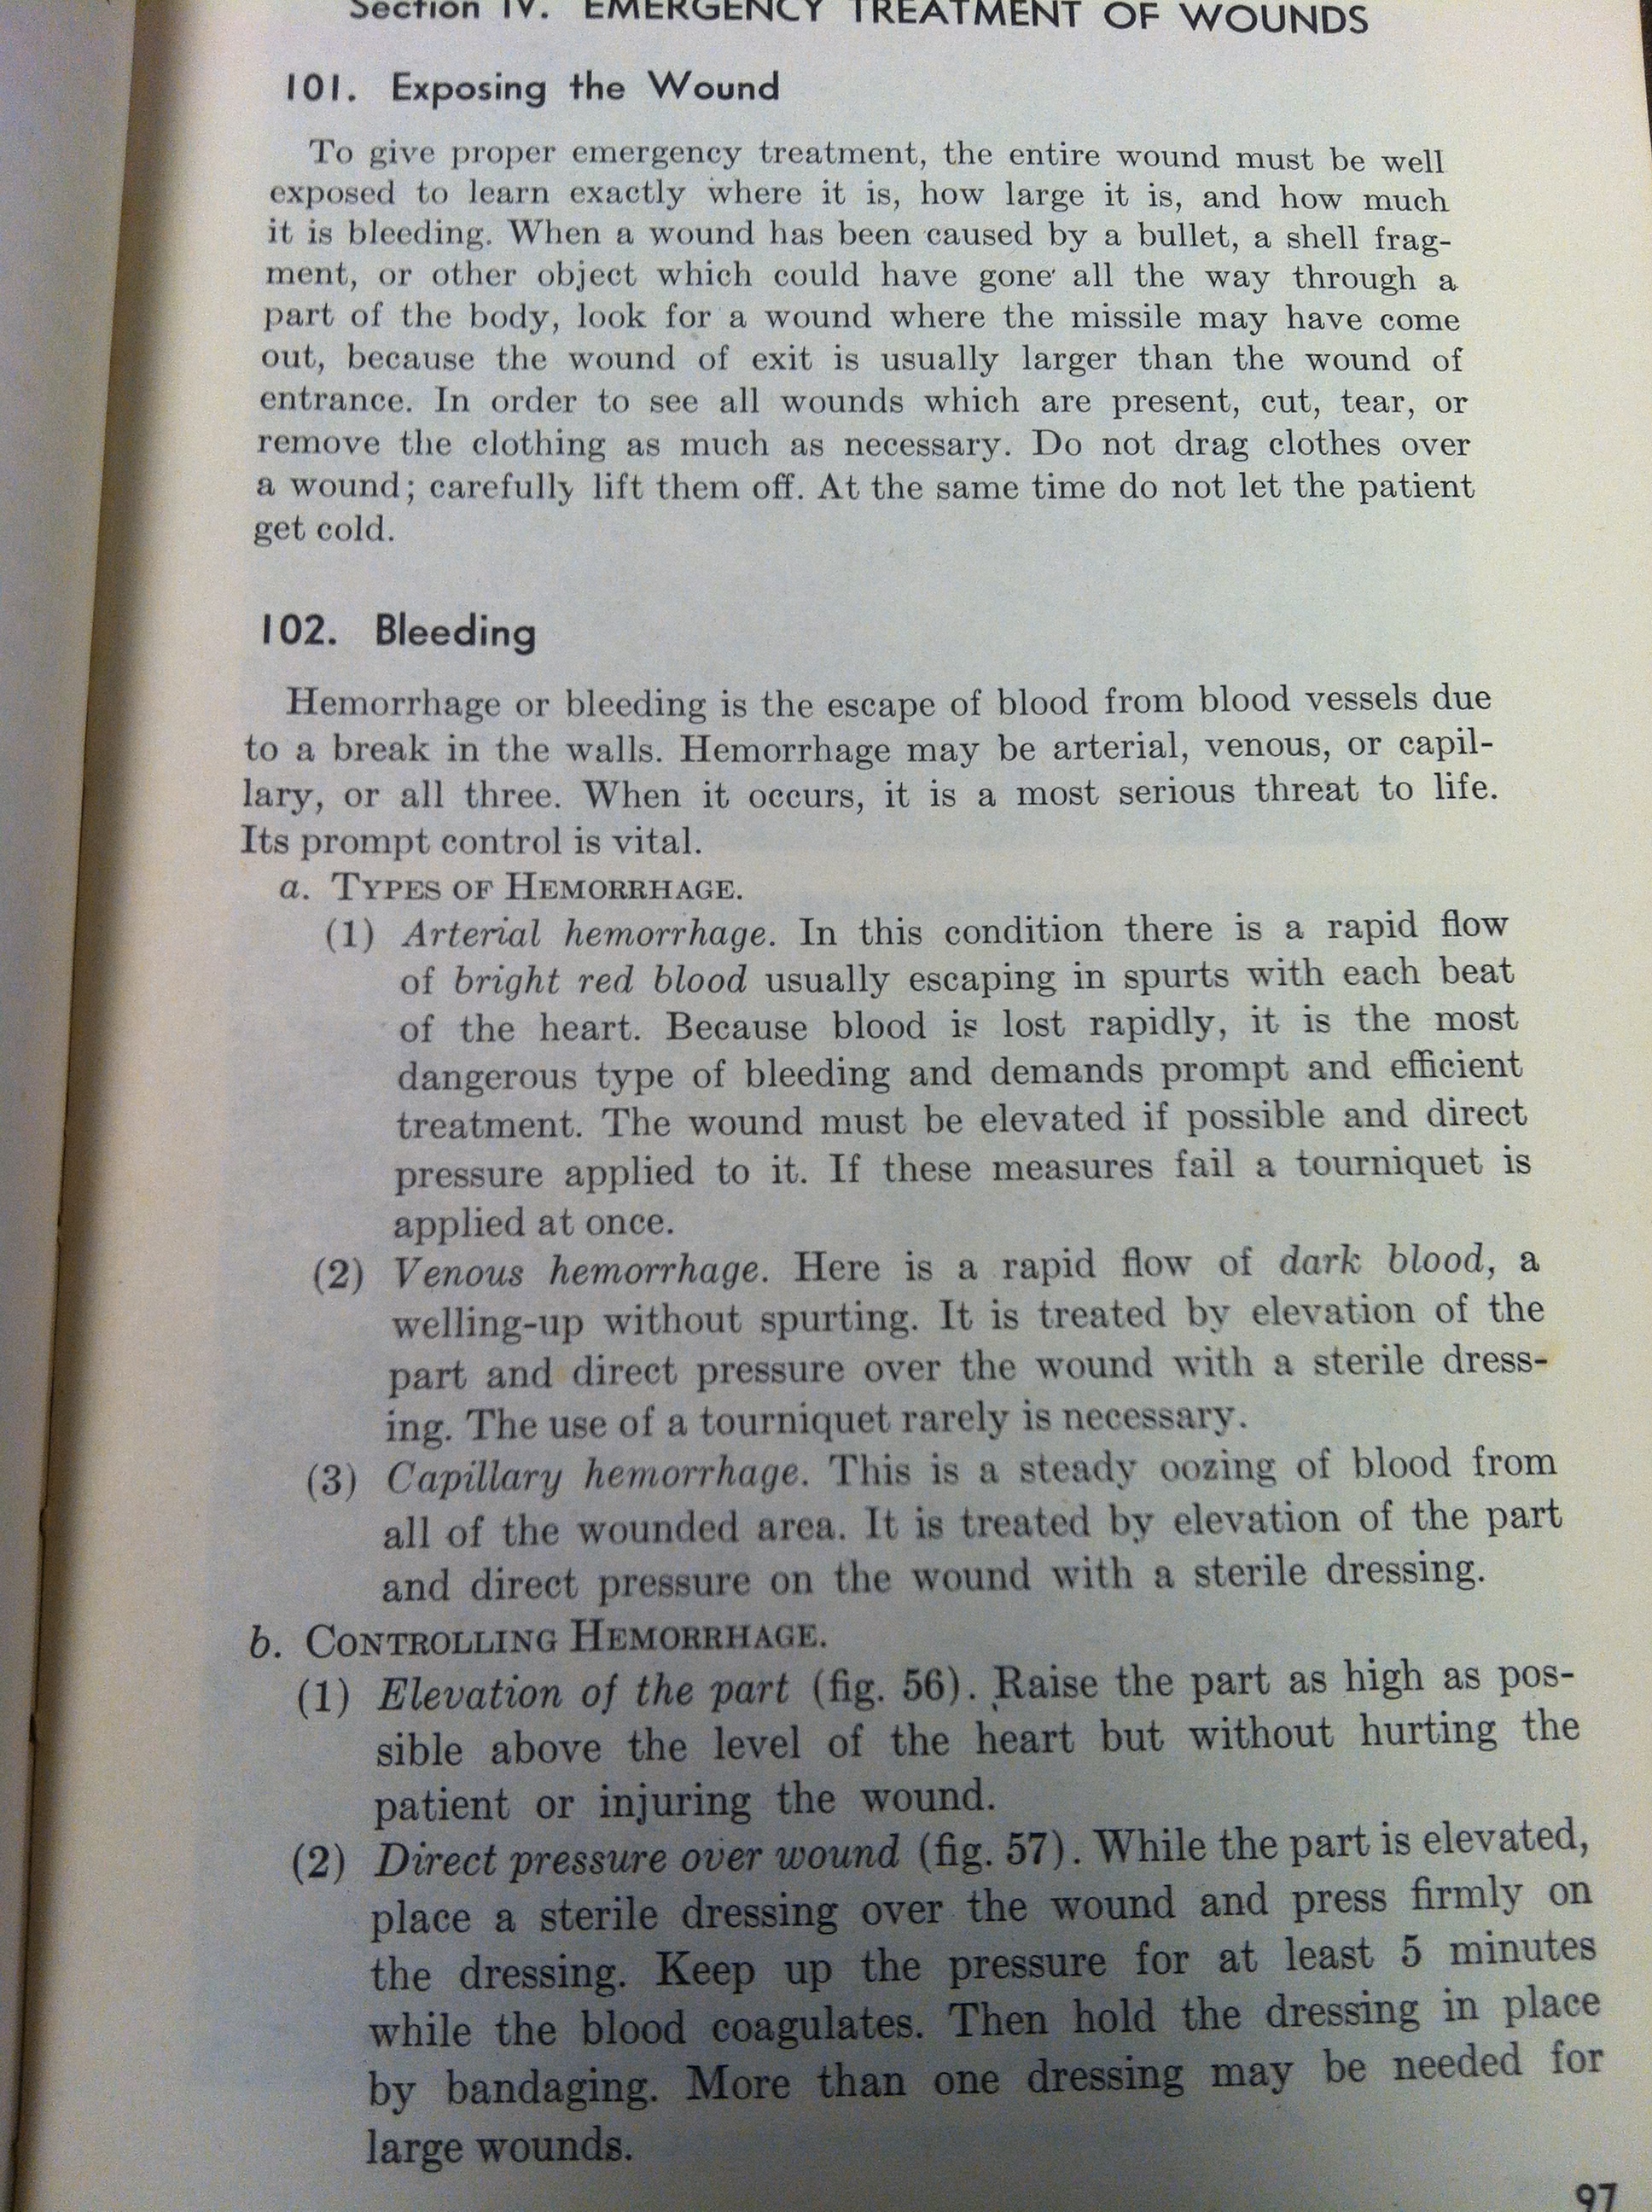 Section IV. EMERGENCY TREATMENT OF WOUNDS
101. Exposing the Wound
To give proper emergency treatment, the entire wound must be well
exposed to learn exactly where it is, how large it is, and how much
it is bleeding. When a wound has been caused by a bullet, a shell frag-
ment, or other object which could have gone all the way through a
part of the body, look for a wound where the missile may have come
out, because the wound of exit is usually larger than the wound of
entrance. In order to see all wounds which are present, cut, tear, or
remove the clothing as much as necessary. Do not drag clothes over
a wound; carefully lift them off. At the same time do not let the patient
get cold.
102. Bleeding
Hemorrhage or bleeding is the escape of blood from blood vessels due
to a break in the walls. Hemorrhage may be arterial, venous, or capil-
lary, or all three. When it occurs, it is a most serious threat to life.
Its prompt control is vital.
a. TYPES OF HEMORRHAGE.
(1) Arterial hemorrhage. In this condition there is a rapid flow
of bright red blood usually escaping in spurts with each beat
of the heart. Because blood is lost rapidly, it is the most
dangerous type of bleeding and demands prompt and efficient
treatment. The wound must be elevated if possible and direct
pressure applied to it. If these measures fail a tourniquet is
applied at once.
(2) Venous hemorrhage. Here is a rapid flow of dark blood, a
welling-up without spurting. It is treated by elevation of the
part and direct pressure over the wound with a sterile dress-
ing. The use of a tourniquet rarely is necessary.
(3) Capillary hemorrhage. This is a steady oozing of blood from
all of the wounded area. It is treated by elevation of the part
and direct pressure on the wound with a sterile dressing.
b. CONTROLLING HEMORRHAGE.
(1) Elevation of the part (fig. 56). Raise the part as high as pos-
sible above the level of the heart but without hurting the
patient or injuring the wound.
(2) Direct pressure over wound (fig. 57). While the part is elevated,
place a sterile dressing over the wound and press firmly on
the dressing. Keep up the pressure for at least 5 minutes
while the blood coagulates. Then hold the dressing in place
by bandaging. More than one dressing may be needed for
large wounds.
97